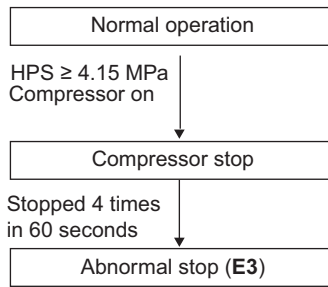 Normal operation
HPS ≥ 4.15 MPa
Compressor on
Compressor stop
Stopped 4 times
in 60 seconds
Abnormal stop (E3)